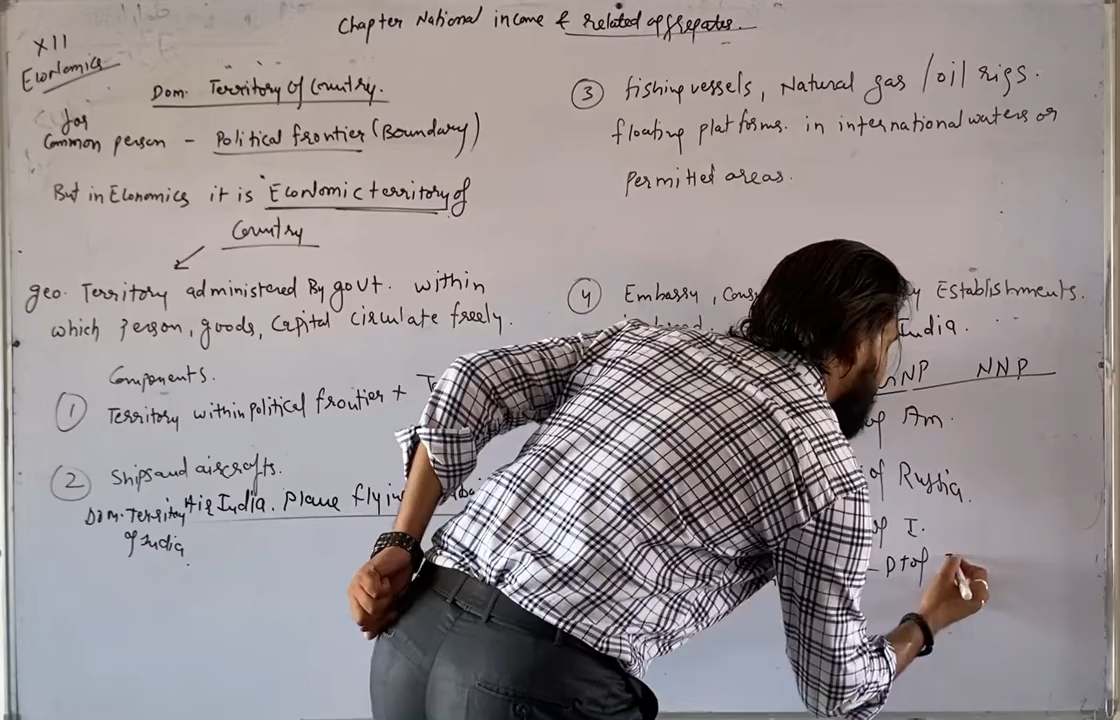 Chapter National income & related aggregates.
XII
Economics
Dom. Territory of Country.
for
Common person - Political frontier (Boundary)
But in Economics it is Economic territory of
Country
geo. Territory administered By govt. within
which person, goods, Capital circulate freely.
Components.
1 Territory within political frontier +
2 Ships and aircrafts.
Air India. Plane flying
Dom. Territory
of India
3 fishing vessels, Natural gas / oil rigs.
floating platforms. in international waters or
Permitted areas.
4 Embassy, Establishments.
India.
NNP
of Am.
of Russia.
of I.